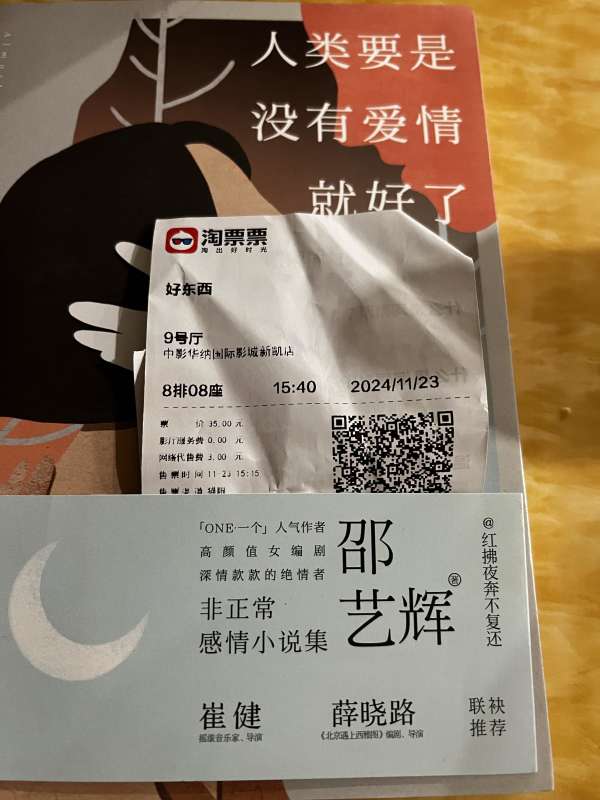 人类要是
没有爱情
就好了
淘票票
淘出好时光
好东西
9号厅
中影华纳国际影城新凯店
8排08座 15:40 2024/11/23
票 价 35.00 元
影厅服务费 0.00 元
网络代售费 3.00 元
售票时间 11-23 15:15
售票渠道 猫眼
「ONE·一个」人气作者
高颜值女编剧
深情款款的绝情者
邵艺辉
著
@红拂夜奔不复还
非正常
感情小说集
崔健
摇滚音乐家、导演
薛晓路
《北京遇上西雅图》编剧、导演
联袂
推荐